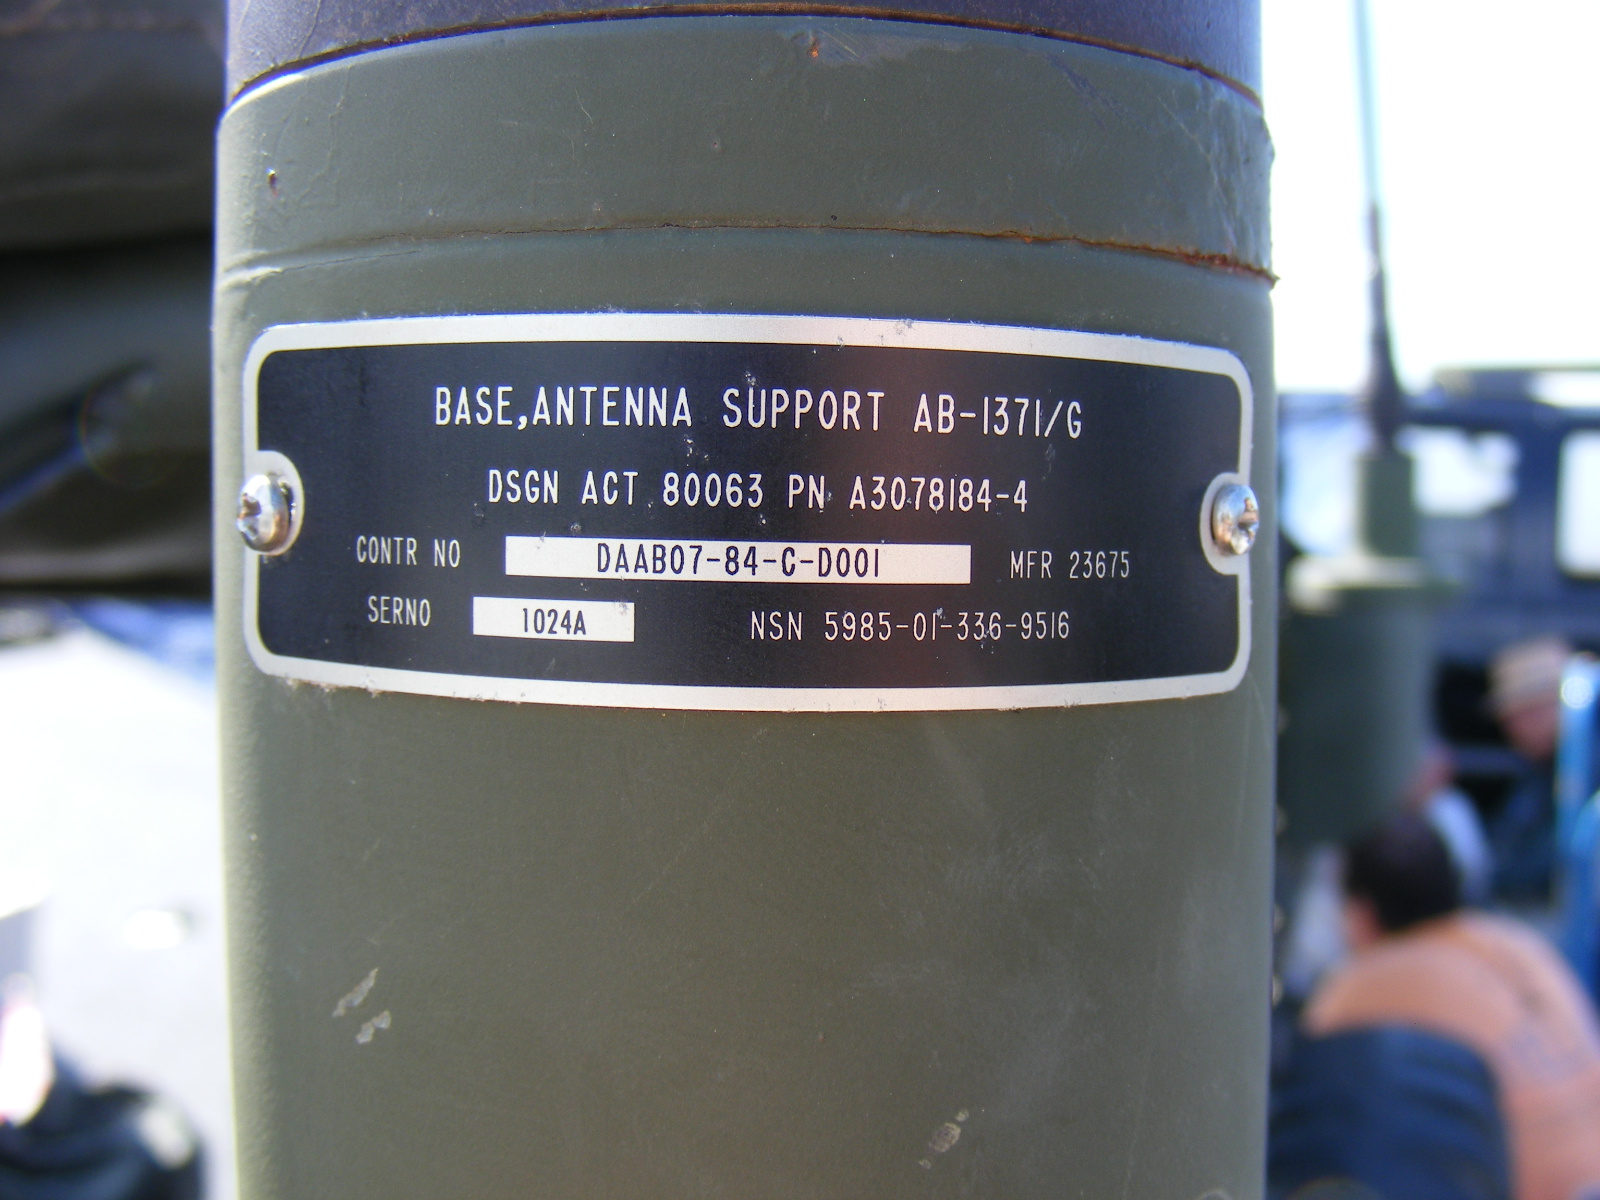 BASE,ANTENNA SUPPORT AB-1371/G
DSGN ACT 80063 PN A3078184-4
CONTR NO DAAB07-84-C-D001 MFR 23675
SERNO 1024A NSN 5985-01-336-9516